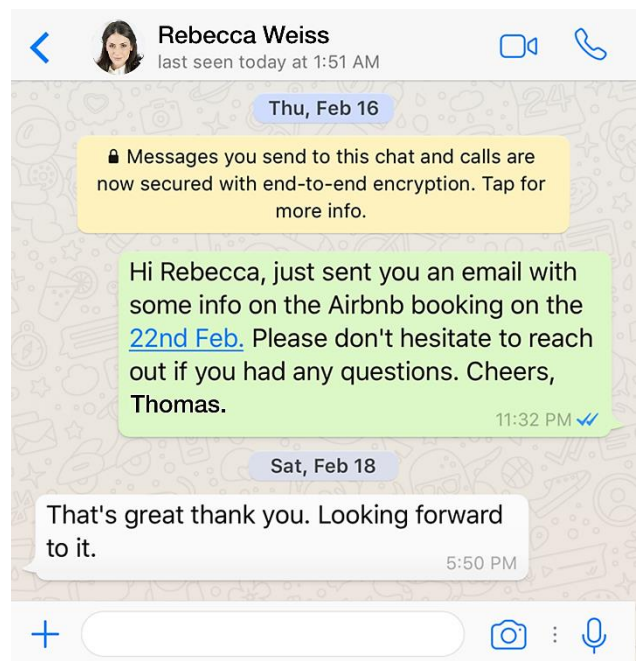 Rebecca Weiss
last seen today at 1:51 AM
Thu, Feb 16
Messages you send to this chat and calls are
now secured with end-to-end encryption. Tap for
more info.
Hi Rebecca, just sent you an email with
some info on the Airbnb booking on the
22nd Feb. Please don't hesitate to reach
out if you had any questions. Cheers,
Thomas.
11:32 PM
Sat, Feb 18
That's great thank you. Looking forward
to it.
5:50 PM